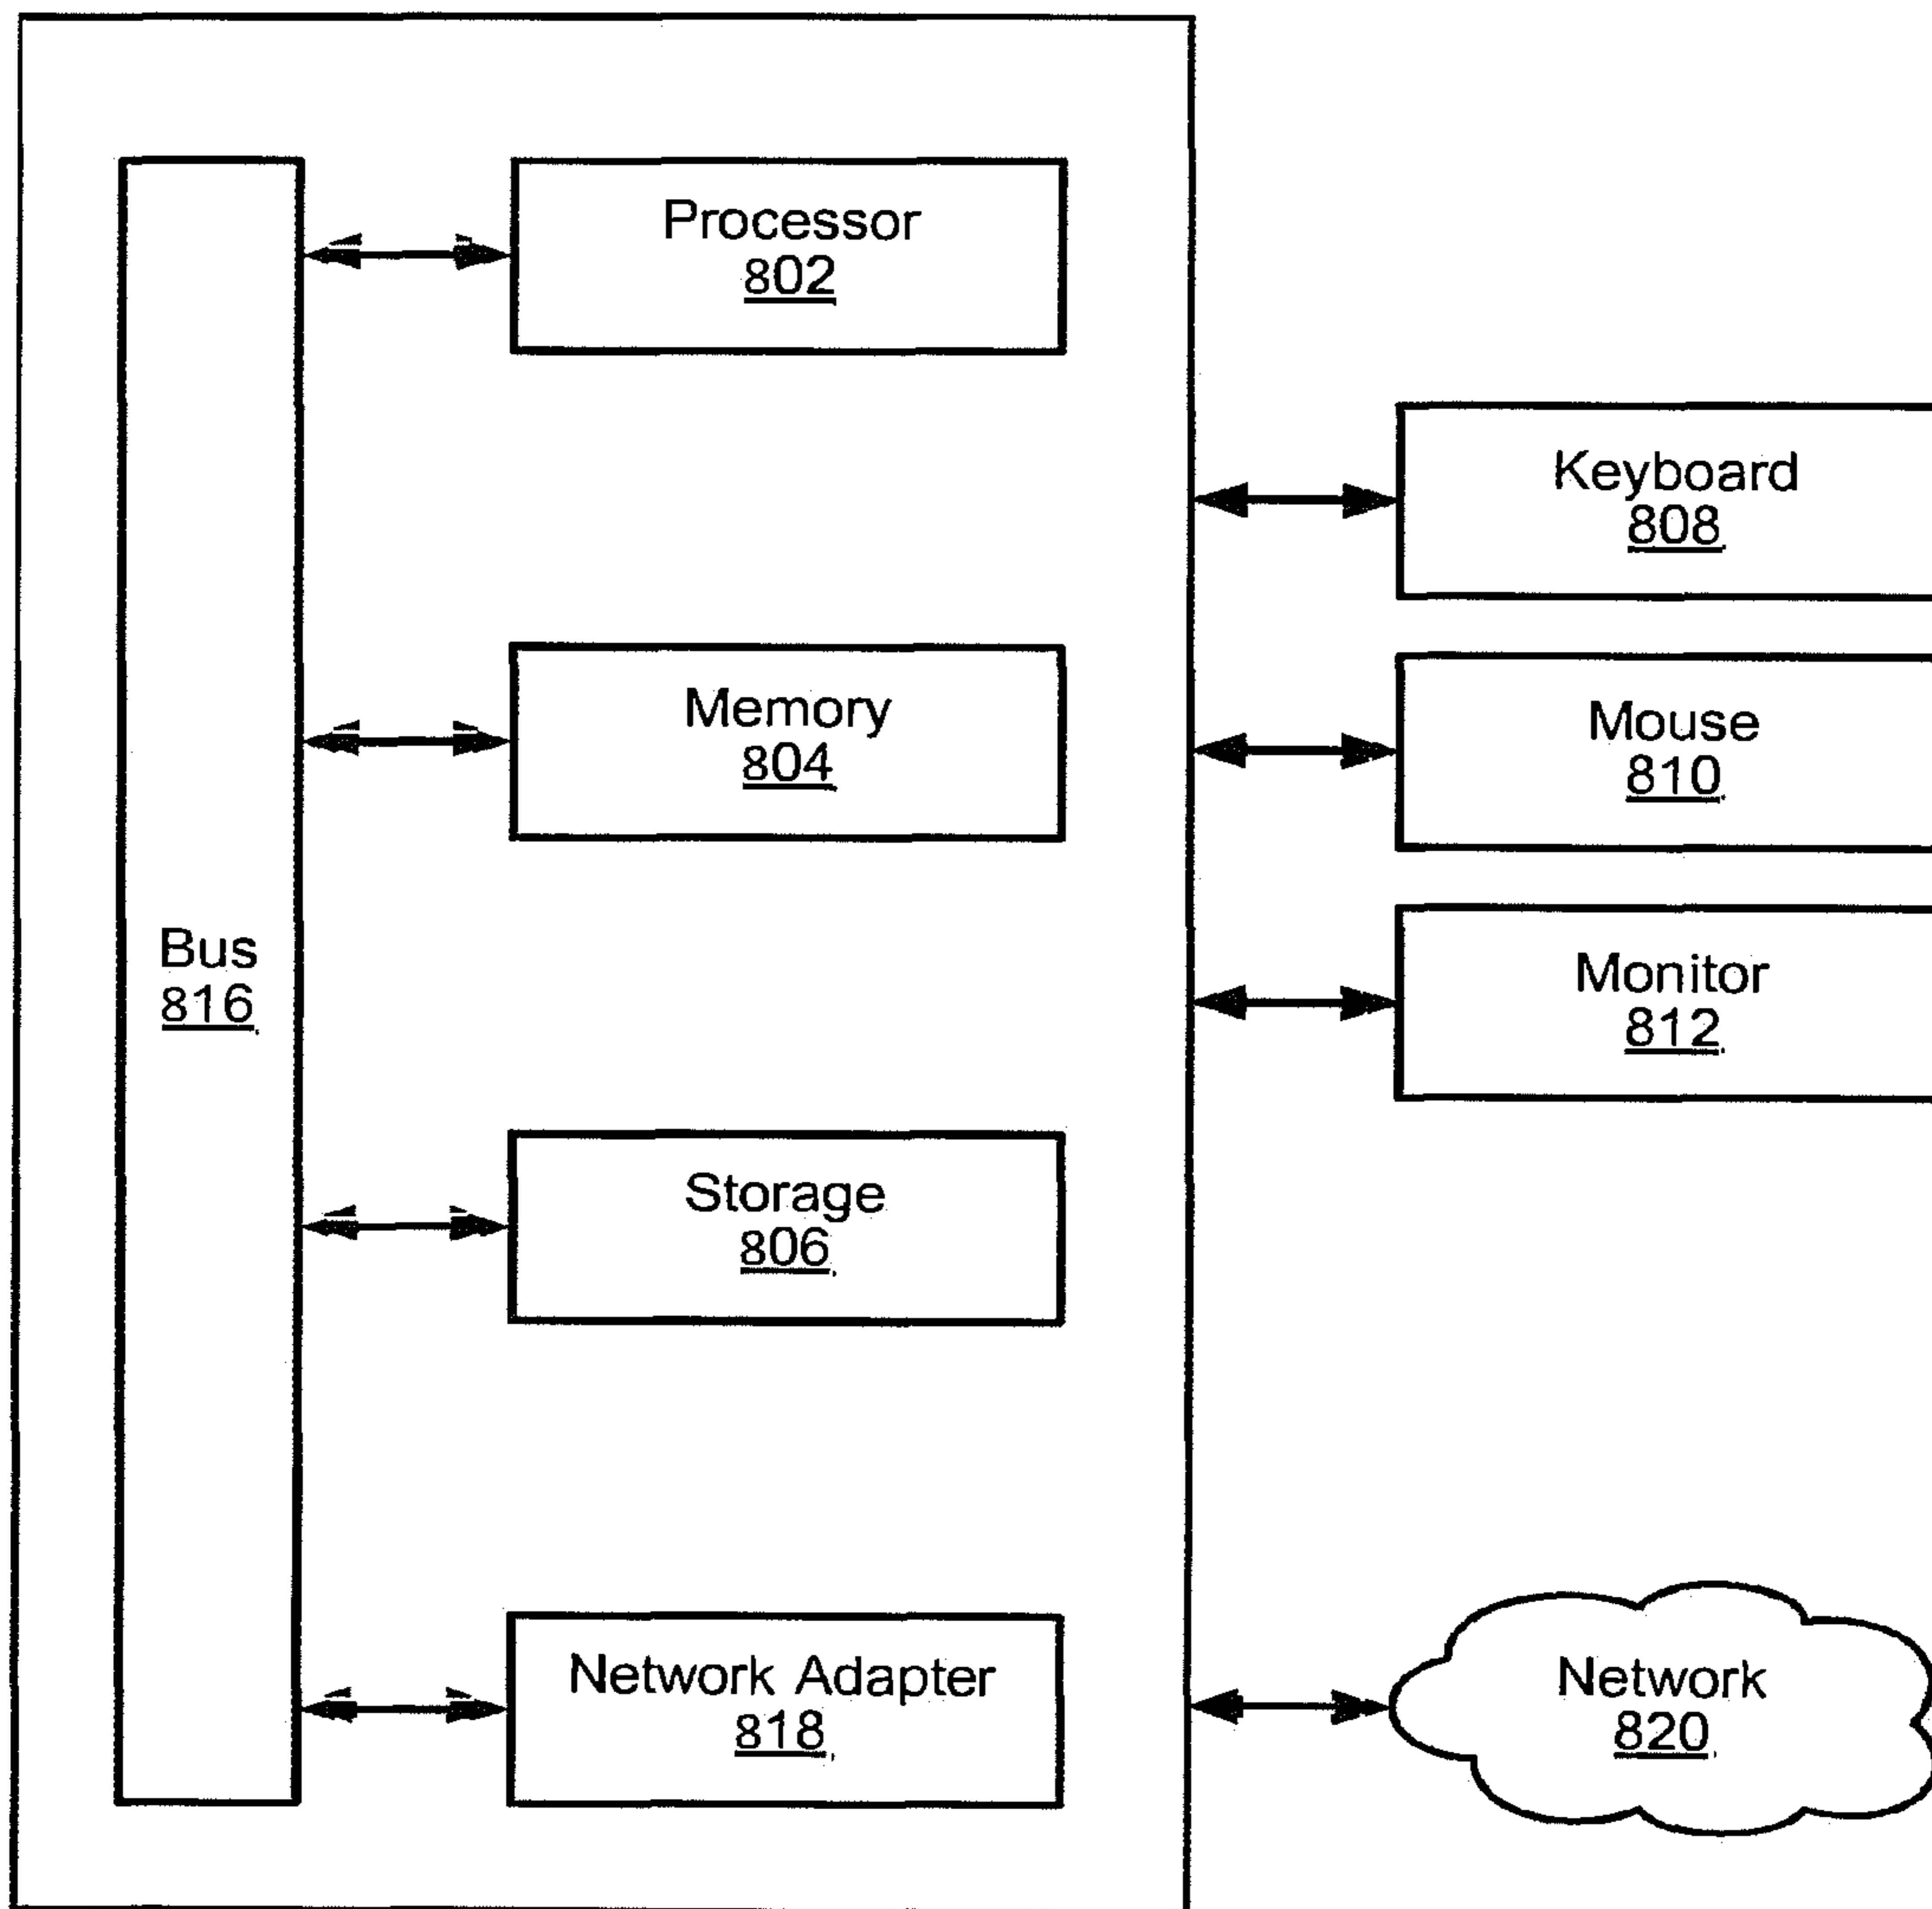 Processor
802
Keyboard
808
Memory
804
Mouse
810
Bus
816
Monitor
812
Storage
806
Network Adapter
818
Network
820